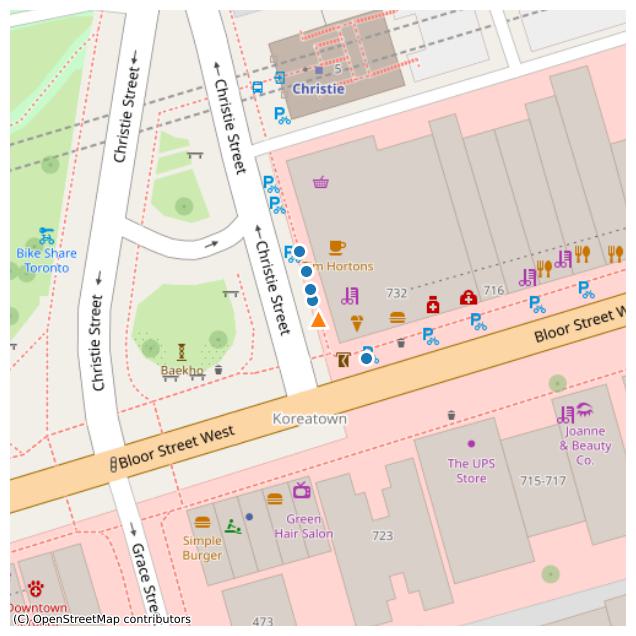 Christie Street
Christie Street
5
Christie
Bike Share
Toronto
Christie Street
Christie Street
m Hortons
732
716
Bloor Street W
Baekho
Koreatown
Bloor Street West
Joanne
& Beauty
Co.
The UPS
Store
715-717
Green
Hair Salon
Simple
Burger
723
Grace Stre
Downtown
473
(C) OpenStreetMap contributors